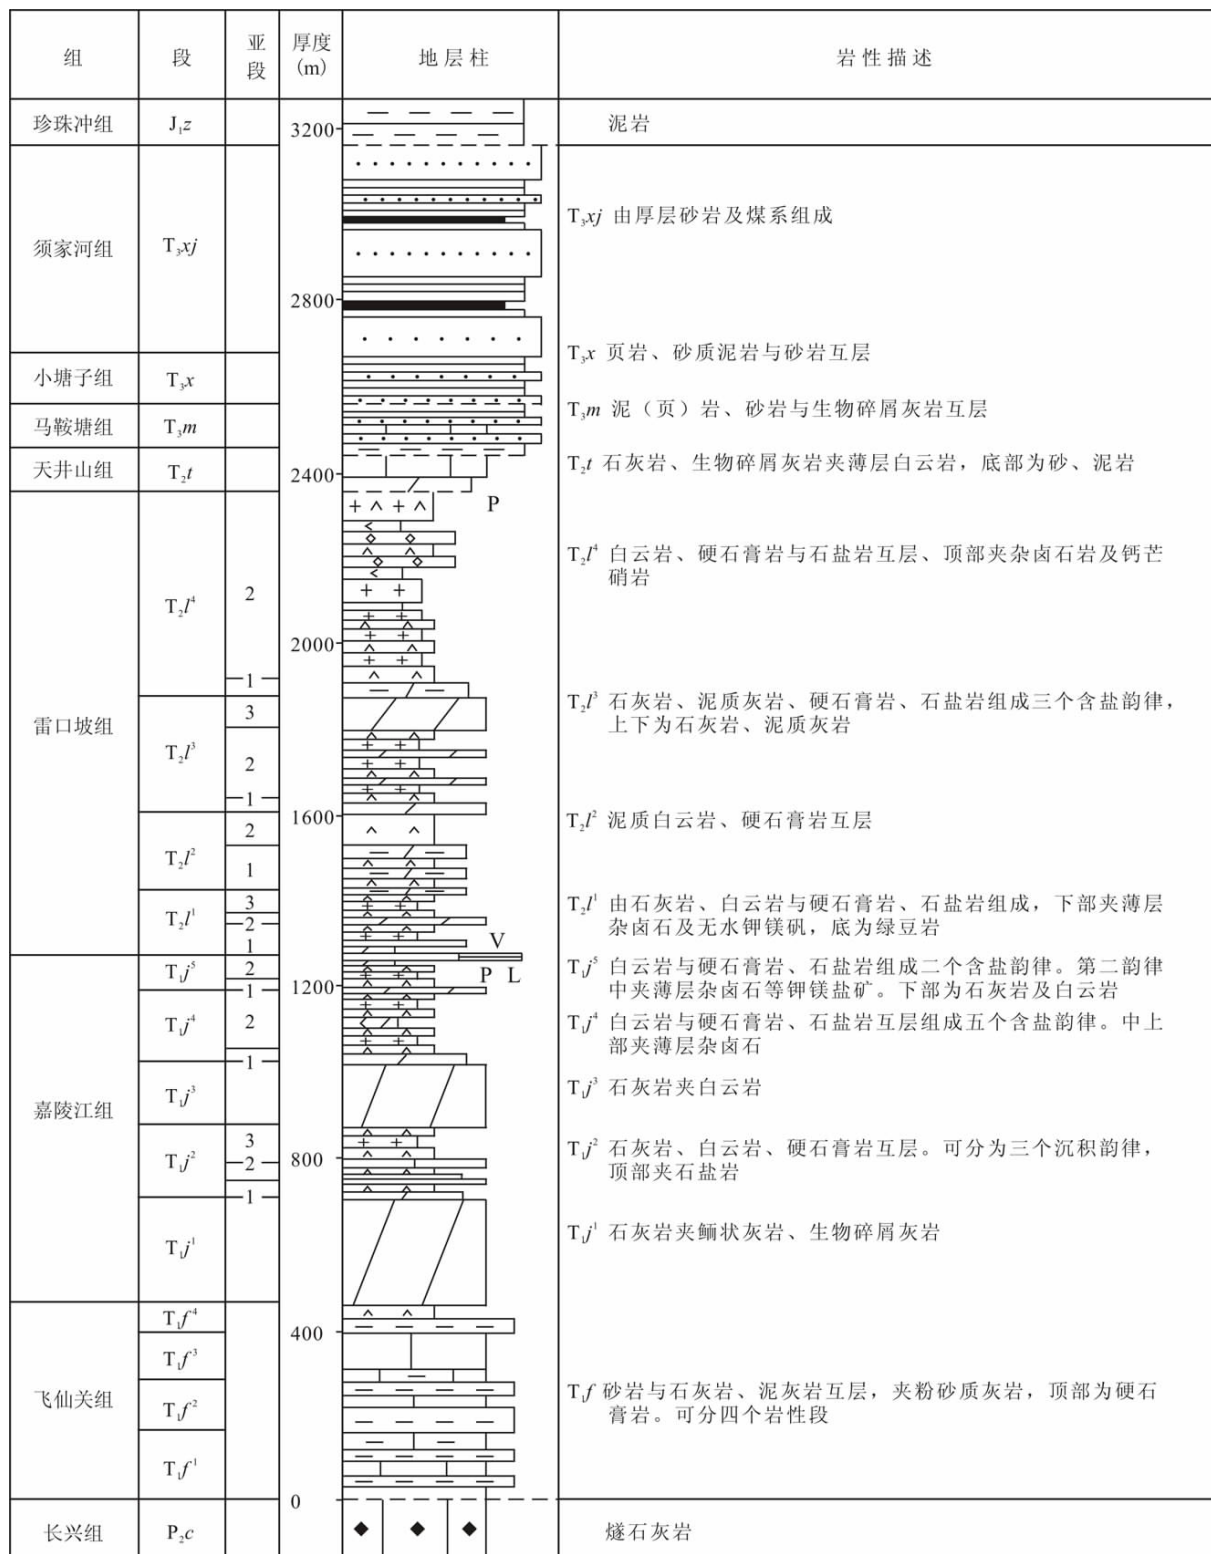 组 段 亚段 厚度(m) 地层柱 岩性描述
珍珠冲组 J₁z 3200 泥岩
须家河组 T₃xj 2800 T₃xj 由厚层砂岩及煤系组成
小塘子组 T₃x T₃x 页岩、砂质泥岩与砂岩互层
马鞍塘组 T₃m T₃m 泥（页）岩、砂岩与生物碎屑灰岩互层
天井山组 T₂t 2400 T₂t 石灰岩、生物碎屑灰岩夹薄层白云岩，底部为砂、泥岩
P
雷口坡组
T₂l⁴ 2 1 2000 T₂l⁴ 白云岩、硬石膏岩与石盐岩互层、顶部夹杂卤石岩及钙芒
硝岩
T₂l³ 3 2 1 T₂l³ 石灰岩、泥质灰岩、硬石膏岩、石盐岩组成三个含盐韵律，
上下为石灰岩、泥质灰岩
T₂l² 2 1 1600 T₂l² 泥质白云岩、硬石膏岩互层
T₂l¹ 3 2 1 T₂l¹ 由石灰岩、白云岩与硬石膏岩、石盐岩组成，下部夹薄层
杂卤石及无水钾镁矾，底为绿豆岩
V
P L
嘉陵江组
T₁j⁵ 2 1 1200 T₁j⁵ 白云岩与硬石膏岩、石盐岩组成二个含盐韵律。第二韵律
中夹薄层杂卤石等钾镁盐矿。下部为石灰岩及白云岩
T₁j⁴ 2 1 T₁j⁴ 白云岩与硬石膏岩、石盐岩互层组成五个含盐韵律。中上
部夹薄层杂卤石
T₁j³ T₁j³ 石灰岩夹白云岩
T₁j² 3 2 1 800 T₁j² 石灰岩、白云岩、硬石膏岩互层。可分为三个沉积韵律，
顶部夹石盐岩
T₁j¹ T₁j¹ 石灰岩夹鲕状灰岩、生物碎屑灰岩
飞仙关组
T₁f⁴ 400
T₁f³
T₁f² T₁f 砂岩与石灰岩、泥灰岩互层，夹粉砂质灰岩，顶部为硬石
膏岩。可分四个岩性段
T₁f¹
0
长兴组 P₂c 燧石灰岩